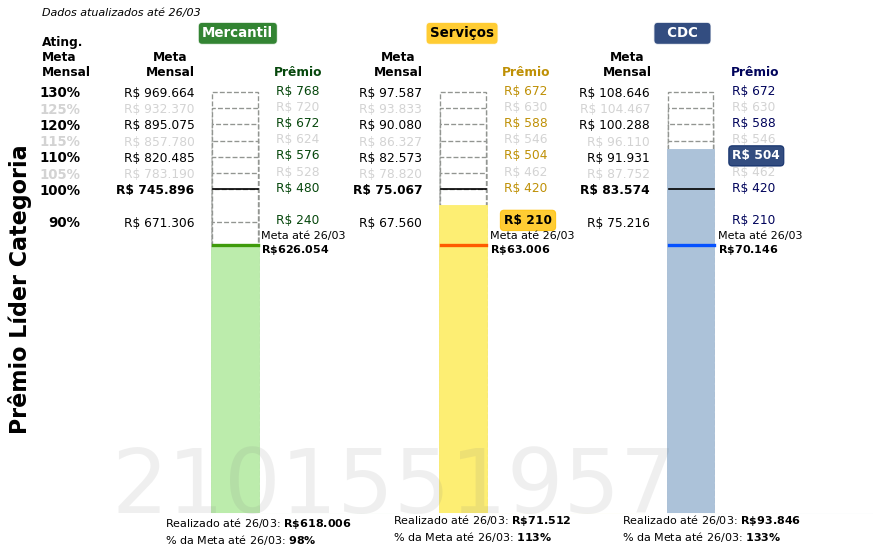 Dados atualizados até 26/03
Mercantil Serviços CDC
Ating. Meta Mensal Meta Mensal Prêmio Meta Mensal Prêmio Meta Mensal Prêmio
130% R$ 969.664 R$ 768 R$ 97.587 R$ 672 R$ 108.646 R$ 672
125% R$ 932.370 R$ 720 R$ 93.833 R$ 630 R$ 104.467 R$ 630
120% R$ 895.075 R$ 672 R$ 90.080 R$ 588 R$ 100.288 R$ 588
115% R$ 857.780 R$ 624 R$ 86.327 R$ 546 R$ 96.110 R$ 546
110% R$ 820.485 R$ 576 R$ 82.573 R$ 504 R$ 91.931 R$ 504
105% R$ 783.190 R$ 528 R$ 78.820 R$ 462 R$ 87.752 R$ 462
100% R$ 745.896 R$ 480 R$ 75.067 R$ 420 R$ 83.574 R$ 420
90% R$ 671.306 R$ 240 R$ 67.560 R$ 210 R$ 75.216 R$ 210
Meta até 26/03 Meta até 26/03 Meta até 26/03
R$626.054 R$63.006 R$70.146
Prêmio Líder Categoria
2101551957
Realizado até 26/03: R$618.006 Realizado até 26/03: R$71.512 Realizado até 26/03: R$93.846
% da Meta até 26/03: 98% % da Meta até 26/03: 113% % da Meta até 26/03: 133%